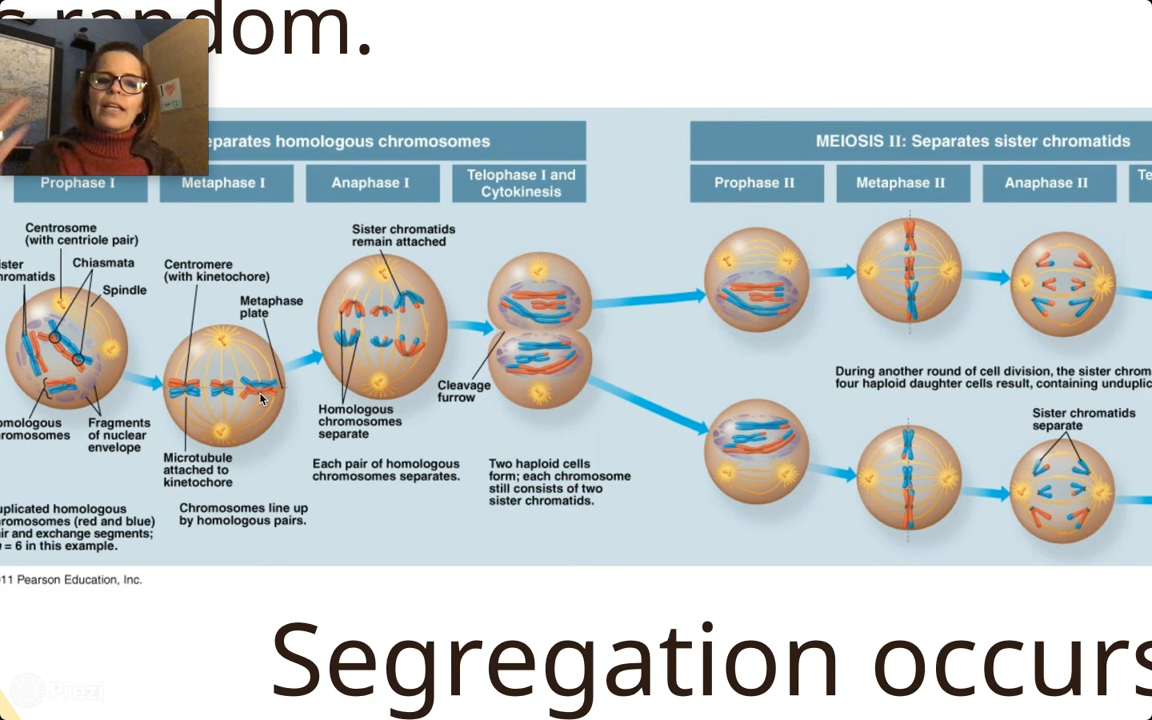 random.
eparates homologous chromosomes
MEIOSIS II: Separates sister chromatids
Prophase I
Metaphase I
Anaphase I
Telophase I and
Cytokinesis
Prophase II
Metaphase II
Anaphase II
Te
Centrosome
(with centriole pair)
ister
hromatids
Chiasmata
Spindle
Centromere
(with kinetochore)
Metaphase
plate
Sister chromatids
remain attached
omologous
hromosomes
Fragments
of nuclear
envelope
Microtubule
attached to
kinetochore
Homologous
chromosomes
separate
Cleavage
furrow
During another round of cell division, the sister chrom
four haploid daughter cells result, containing unduplic
Sister chromatids
separate
uplicated homologous
romosomes (red and blue)
ir and exchange segments;
= 6 in this example.
Chromosomes line up
by homologous pairs.
Each pair of homologous
chromosomes separates.
Two haploid cells
form; each chromosome
still consists of two
sister chromatids.
11 Pearson Education, Inc.
Segregation occurs
Prezi